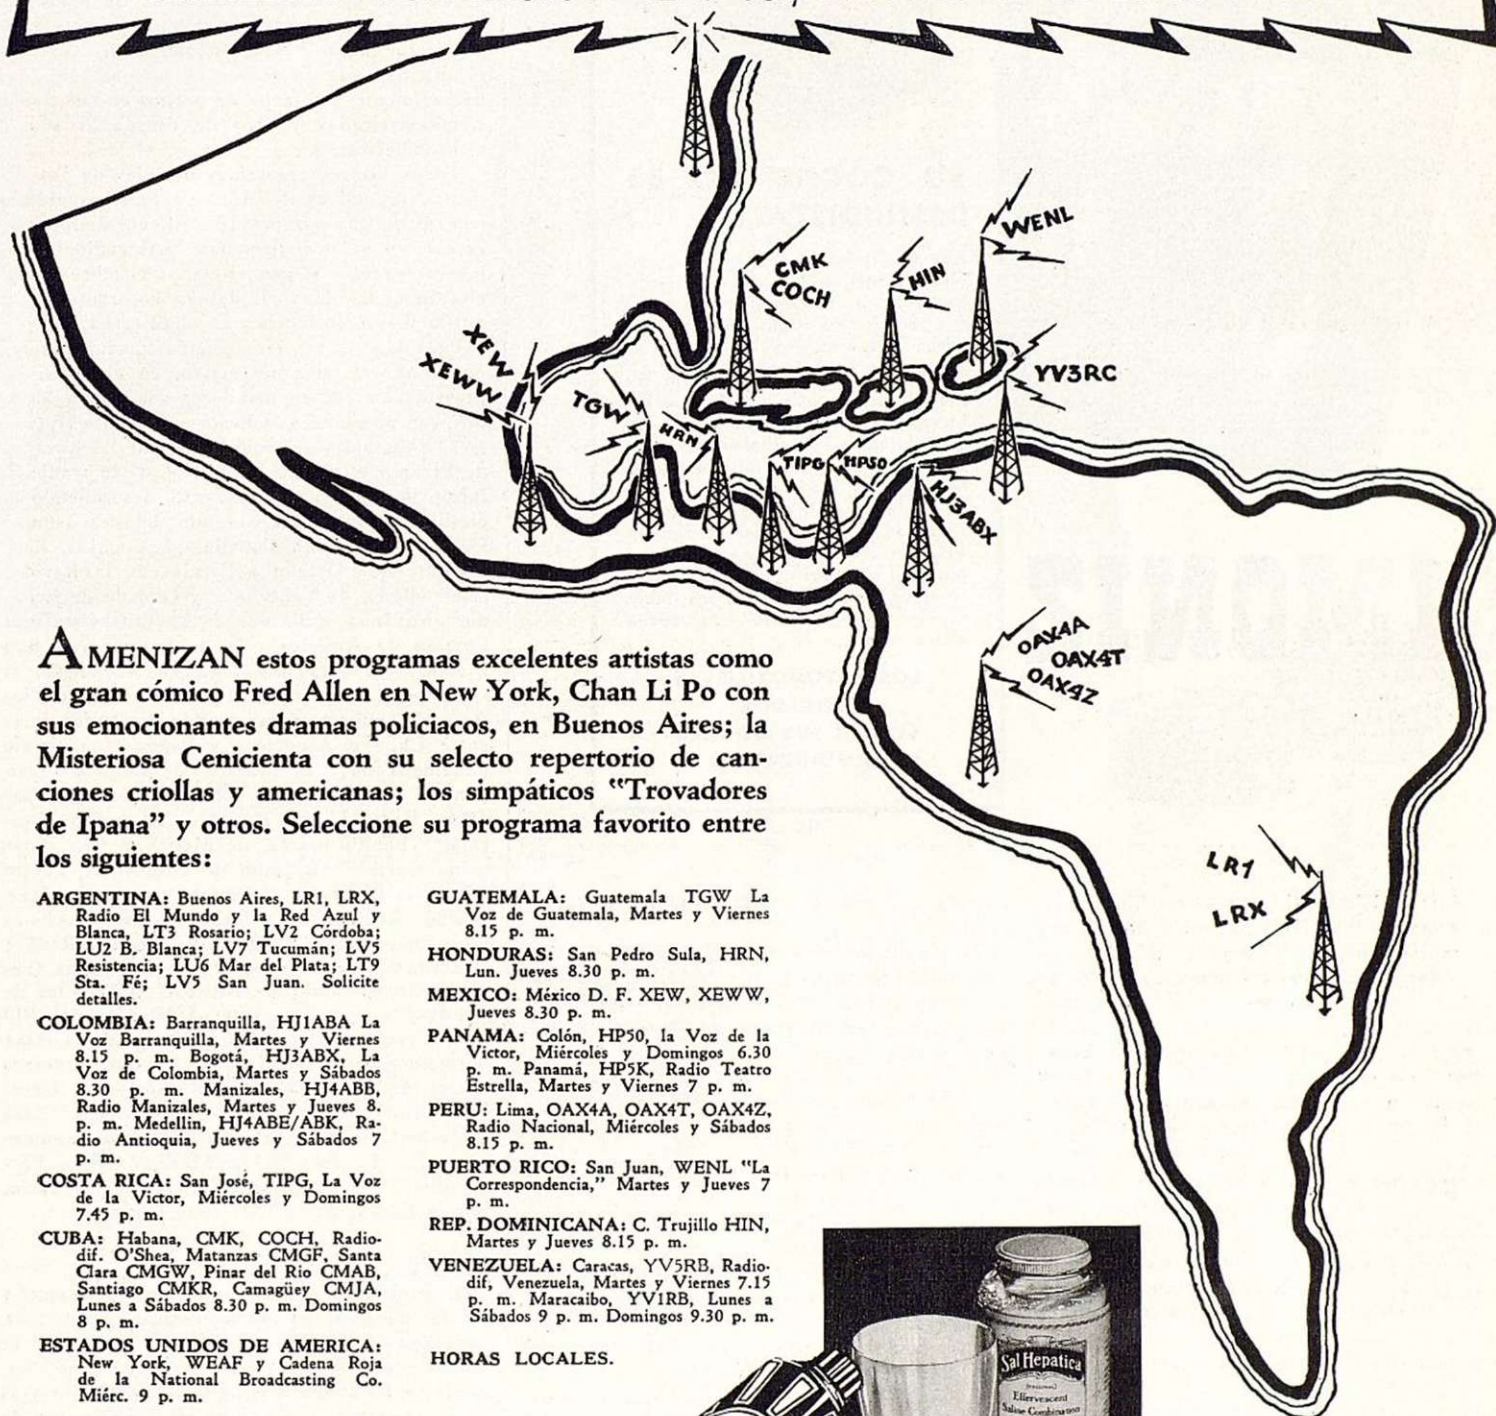 WENL
CMK
COCH
HIN
XEW
XEWW
YV3RC
TGW
HRN
TIPG
HP50
HJ3ABX
OAX4A
OAX4T
OAX4Z
LR1
LRX
AMENIZAN estos programas excelentes artistas como
el gran cómico Fred Allen en New York, Chan Li Po con
sus emocionantes dramas policiacos, en Buenos Aires; la
Misteriosa Cenicienta con su selecto repertorio de can-
ciones criollas y americanas; los simpáticos "Trovadores
de Ipana" y otros. Seleccione su programa favorito entre
los siguientes:
ARGENTINA: Buenos Aires, LR1, LRX,
Radio El Mundo y la Red Azul y
Blanca, LT3 Rosario; LV2 Córdoba;
LU2 B. Blanca; LV7 Tucumán; LV5
Resistencia; LU6 Mar del Plata; LT9
Sta. Fé; LV5 San Juan. Solicite
detalles.
COLOMBIA: Barranquilla, HJ1ABA La
Voz Barranquilla, Martes y Viernes
8.15 p. m. Bogotá, HJ3ABX, La
Voz de Colombia, Martes y Sábados
8.30 p. m. Manizales, HJ4ABB,
Radio Manizales, Martes y Jueves 8.
p. m. Medellin, HJ4ABE/ABK, Ra-
dio Antioquia, Jueves y Sábados 7
p. m.
COSTA RICA: San José, TIPG, La Voz
de la Victor, Miércoles y Domingos
7.45 p. m.
CUBA: Habana, CMK, COCH, Radio-
dif. O'Shea, Matanzas CMGF, Santa
Clara CMGW, Pinar del Rio CMAB,
Santiago CMKR, Camagüey CMJA,
Lunes a Sábados 8.30 p. m. Domingos
8 p. m.
ESTADOS UNIDOS DE AMERICA:
New York, WEAF y Cadena Roja
de la National Broadcasting Co.
Miérc. 9 p. m.
GUATEMALA: Guatemala TGW La
Voz de Guatemala, Martes y Viernes
8.15 p. m.
HONDURAS: San Pedro Sula, HRN,
Lun. Jueves 8.30 p. m.
MEXICO: México D. F. XEW, XEWW,
Jueves 8.30 p. m.
PANAMA: Colón, HP50, la Voz de la
Victor, Miércoles y Domingos 6.30
p. m. Panamá, HP5K, Radio Teatro
Estrella, Martes y Viernes 7 p. m.
PERU: Lima, OAX4A, OAX4T, OAX4Z,
Radio Nacional, Miércoles y Sábados
8.15 p. m.
PUERTO RICO: San Juan, WENL "La
Correspondencia," Martes y Jueves 7
p. m.
REP. DOMINICANA: C. Trujillo HIN,
Martes y Jueves 8.15 p. m.
VENEZUELA: Caracas, YV5RB, Radio-
dif, Venezuela, Martes y Viernes 7.15
p. m. Maracaibo, YV1RB, Lunes a
Sábados 9 p. m. Domingos 9.30 p. m.
HORAS LOCALES.
Sal Hepatica
Effervescent
Saline Combination